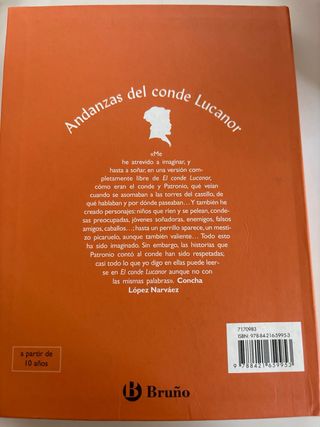 Andanzas del conde Lucanor
«Me
he atrevido a imaginar, y
hasta a soñar, en una versión com-
pletamente libre de El conde Lucanor,
cómo eran el conde y Patronio, qué veían
cuando se asomaban a las torres del castillo, de
qué hablaban y por dónde paseaban... Y también he
creado personajes: niños que ríen y se pelean, conde-
sas preocupadas, jóvenes soñadoras, enemigos, falsos
amigos, caballos...; hasta un perrillo aparece, un mesti-
zo picaruelo, aunque también valiente... Todo esto
ha sido imaginado. Sin embargo, las historias que
Patronio contó al conde han sido respetadas,
casi todo lo que yo digo en ellas puede leer-
se en El conde Lucanor aunque no con
las mismas palabras». Concha
López Narváez
a partir de
10 años
Bruño
7170983
ISBN: 9788421659953
9 788421 659953